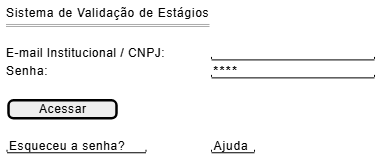 Sistema de Validação de Estágios
E-mail Institucional / CNPJ:
Senha: ****
Acessar
Esqueceu a senha? Ajuda